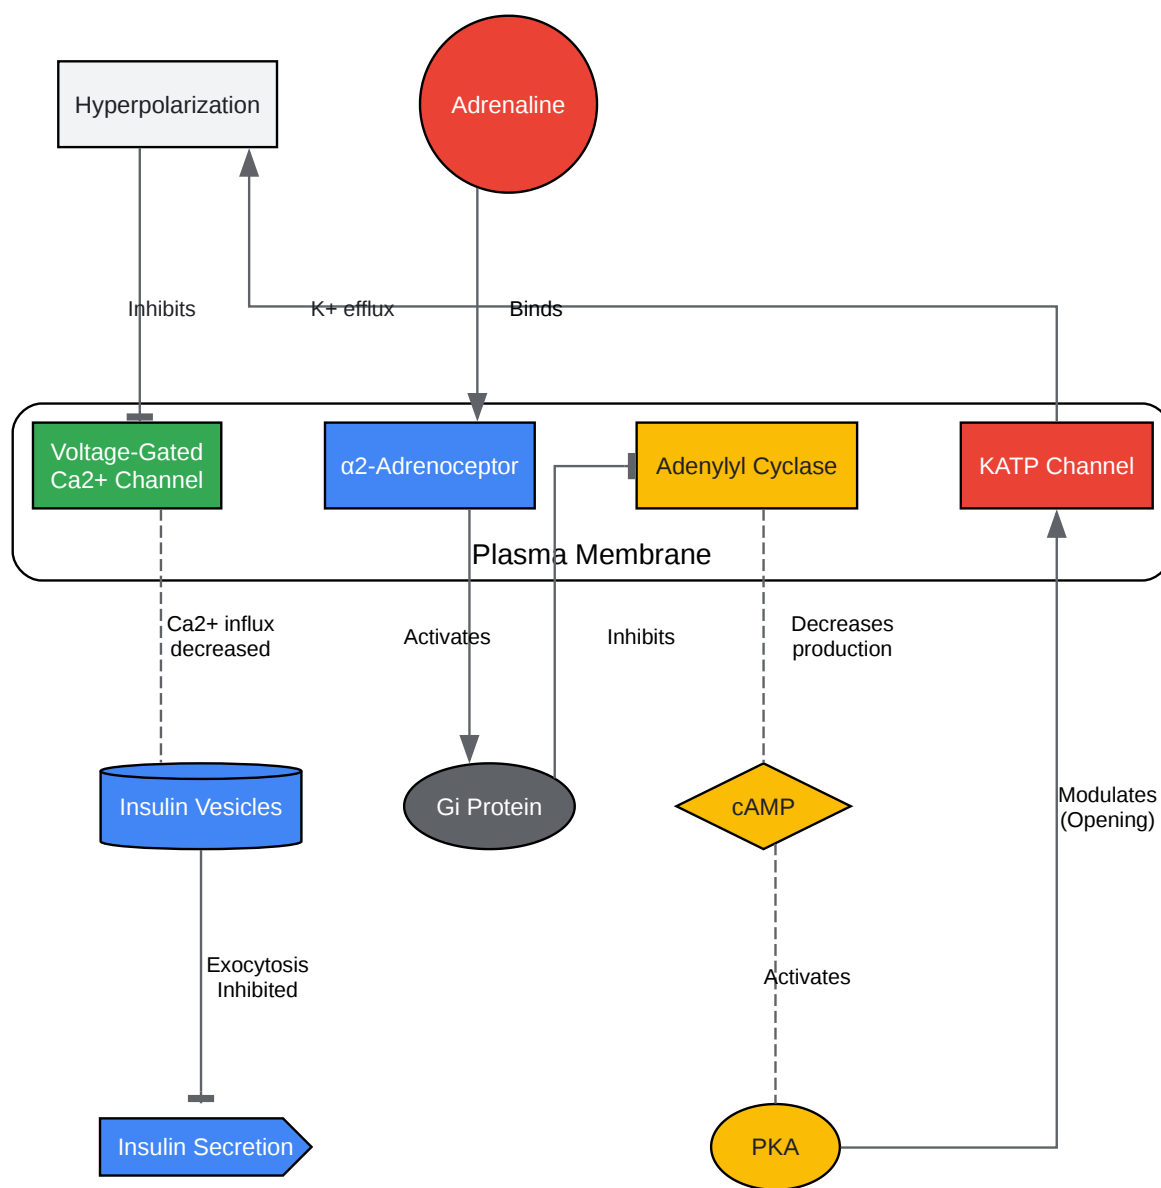 Hyperpolarization
Adrenaline
Inhibits
K+ efflux
Binds
Voltage-Gated
Ca2+ Channel
α2-Adrenoceptor
Adenylyl Cyclase
KATP Channel
Plasma Membrane
Ca2+ influx
decreased
Activates
Inhibits
Decreases
production
Insulin Vesicles
Gi Protein
cAMP
Modulates
(Opening)
Exocytosis
Inhibited
Activates
Insulin Secretion
PKA